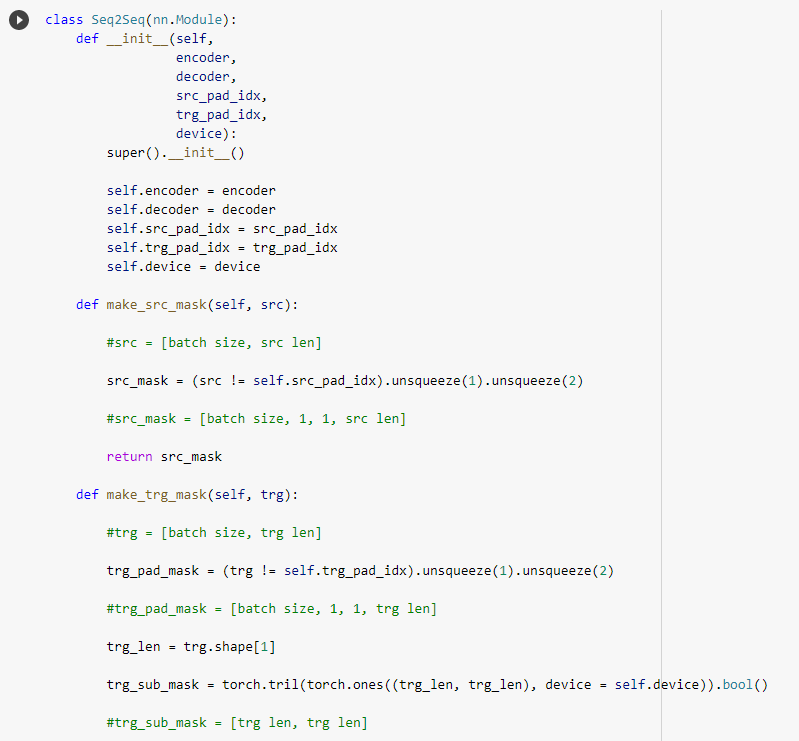 class Seq2Seq(nn.Module):
    def __init__(self,
                 encoder,
                 decoder,
                 src_pad_idx,
                 trg_pad_idx,
                 device):
        super().__init__()

        self.encoder = encoder
        self.decoder = decoder
        self.src_pad_idx = src_pad_idx
        self.trg_pad_idx = trg_pad_idx
        self.device = device

    def make_src_mask(self, src):

        #src = [batch size, src len]

        src_mask = (src != self.src_pad_idx).unsqueeze(1).unsqueeze(2)

        #src_mask = [batch size, 1, 1, src len]

        return src_mask

    def make_trg_mask(self, trg):

        #trg = [batch size, trg len]

        trg_pad_mask = (trg != self.trg_pad_idx).unsqueeze(1).unsqueeze(2)

        #trg_pad_mask = [batch size, 1, 1, trg len]

        trg_len = trg.shape[1]

        trg_sub_mask = torch.tril(torch.ones((trg_len, trg_len), device = self.device)).bool()

        #trg_sub_mask = [trg len, trg len]